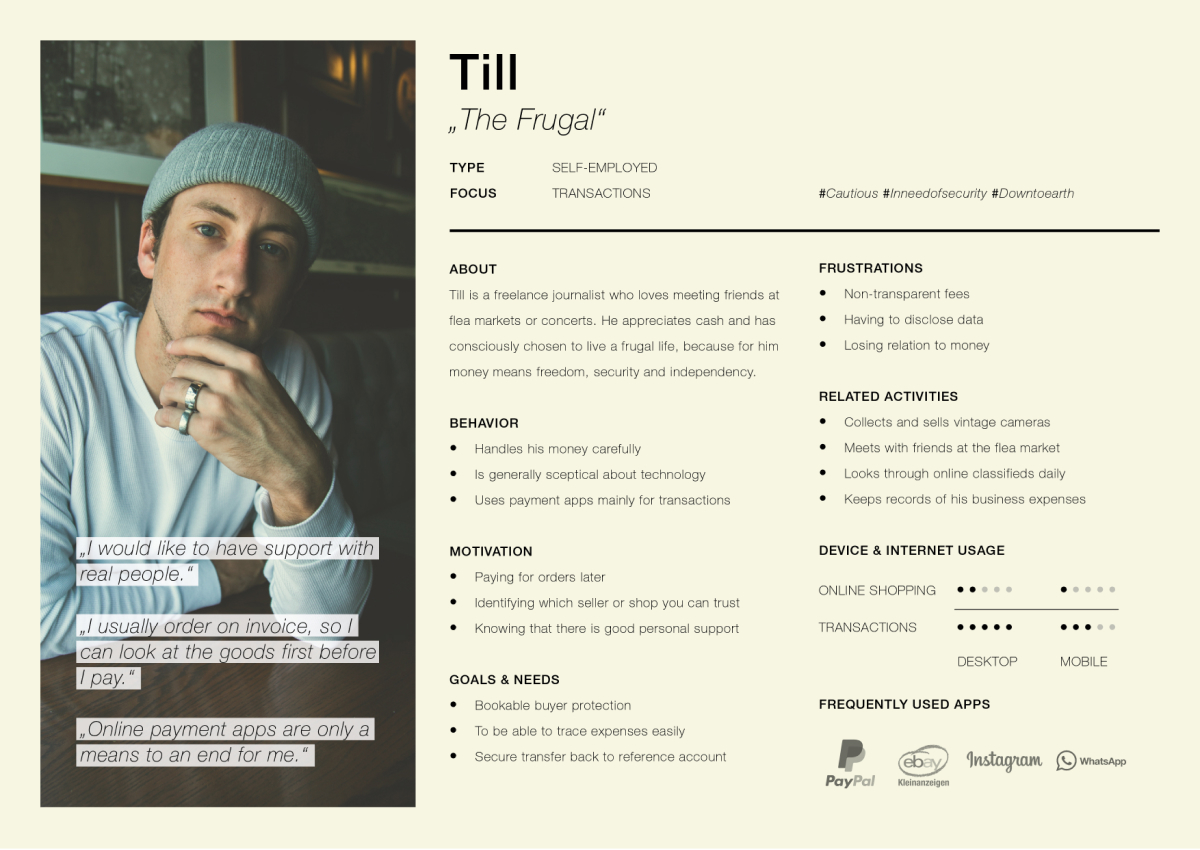 Till
„The Frugal“
TYPE SELF-EMPLOYED
FOCUS TRANSACTIONS
#Cautious #Inneedofsecurity #Downtoearth
ABOUT
Till is a freelance journalist who loves meeting friends at
flea markets or concerts. He appreciates cash and has
consciously chosen to live a frugal life, because for him
money means freedom, security and independency.
BEHAVIOR
• Handles his money carefully
• Is generally sceptical about technology
• Uses payment apps mainly for transactions
MOTIVATION
• Paying for orders later
• Identifying which seller or shop you can trust
• Knowing that there is good personal support
GOALS & NEEDS
• Bookable buyer protection
• To be able to trace expenses easily
• Secure transfer back to reference account
FRUSTRATIONS
• Non-transparent fees
• Having to disclose data
• Losing relation to money
RELATED ACTIVITIES
• Collects and sells vintage cameras
• Meets with friends at the flea market
• Looks through online classifieds daily
• Keeps records of his business expenses
DEVICE & INTERNET USAGE
ONLINE SHOPPING
TRANSACTIONS
DESKTOP MOBILE
FREQUENTLY USED APPS
PayPal
ebay
Kleinanzeigen
Instagram
WhatsApp
„I would like to have support with
real people.“
„I usually order on invoice, so I
can look at the goods first before
I pay.“
„Online payment apps are only a
means to an end for me.“